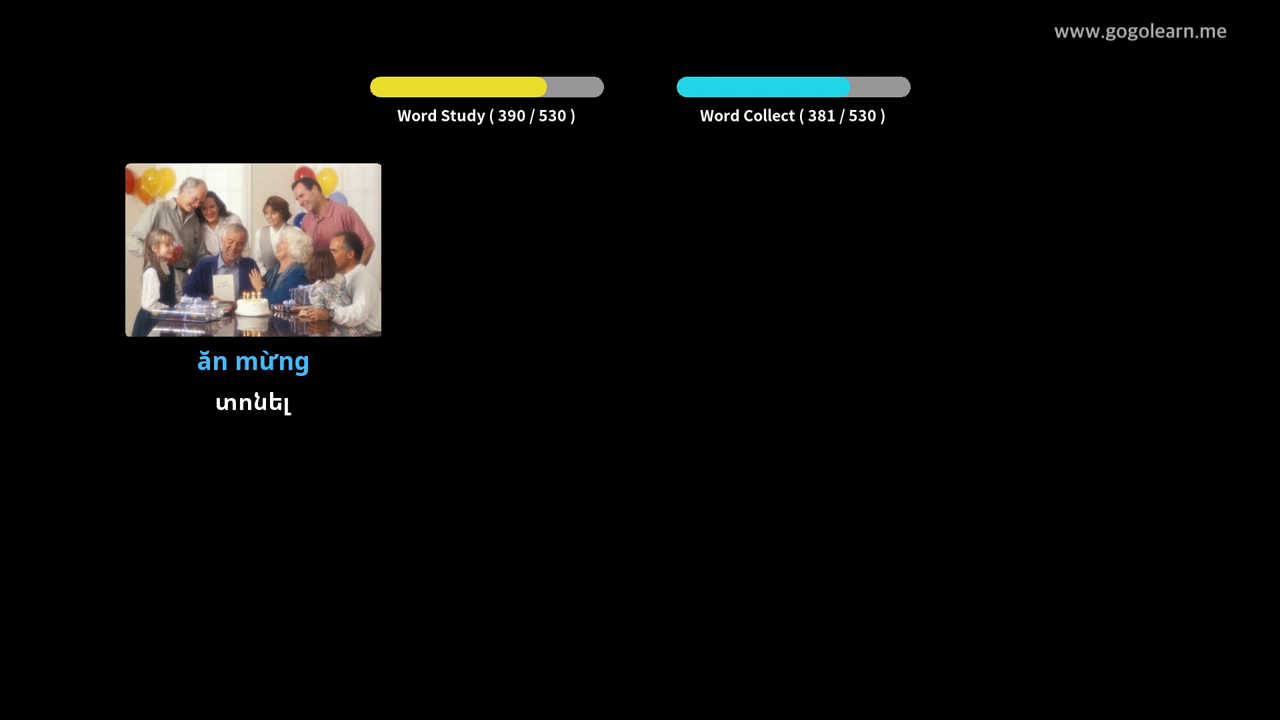 www.gogolearn.me
Word Study ( 390 / 530 )
Word Collect ( 381 / 530 )
ăn mừng
տոնել